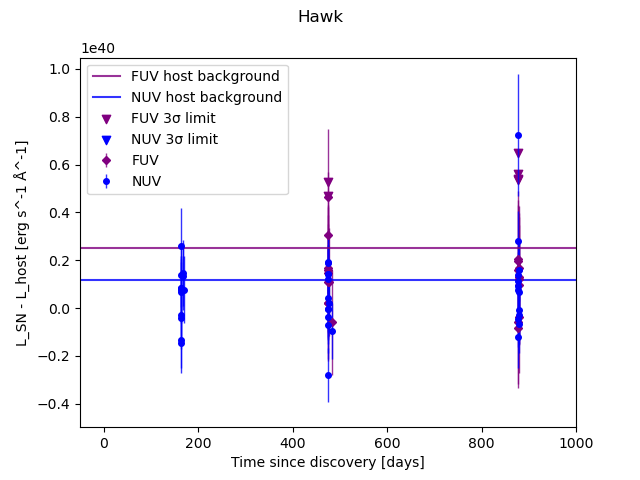 Hawk
1e40
1.0
0.8
0.6
0.4
0.2
0.0
−0.2
−0.4
L_SN - L_host [erg s^-1 Å^-1]
FUV host background
NUV host background
FUV 3σ limit
NUV 3σ limit
FUV
NUV
0 200 400 600 800 1000
Time since discovery [days]